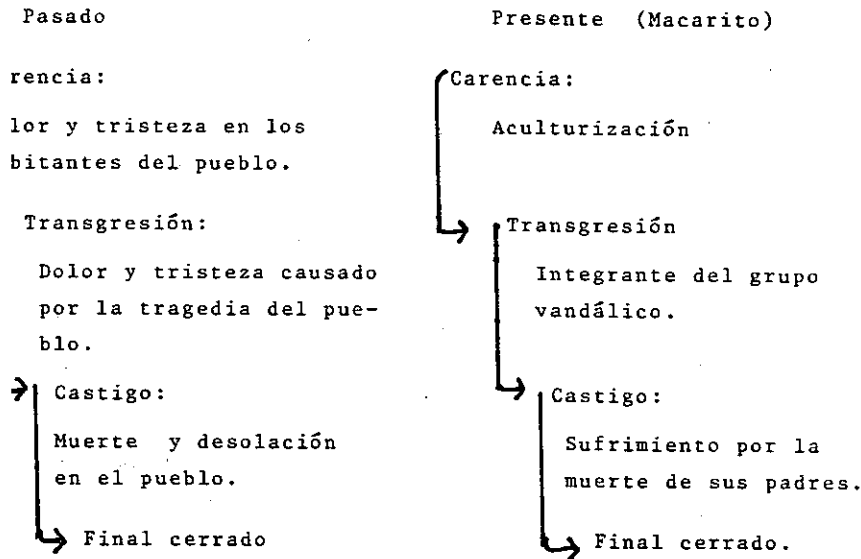 Pasado
rencia:
lor y tristeza en los
bitantes del pueblo.
Transgresión:
Dolor y tristeza causado
por la tragedia del pue-
blo.
Castigo:
Muerte y desolación
en el pueblo.
Final cerrado
Presente (Macarito)
Carencia:
Aculturización
Transgresión
Integrante del grupo
vandálico.
Castigo:
Sufrimiento por la
muerte de sus padres.
Final cerrado.